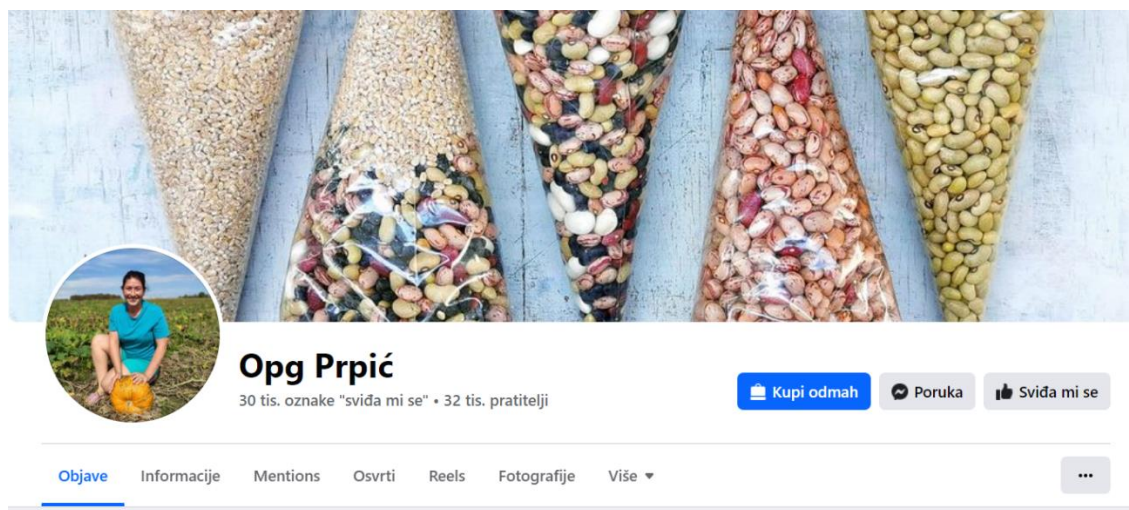 Opg Prpić
30 tis. oznake "sviđa mi se" • 32 tis. pratitelji
Kupi odmah
Poruka
Sviđa mi se
Objave
Informacije
Mentions
Osvrti
Reels
Fotografije
Više